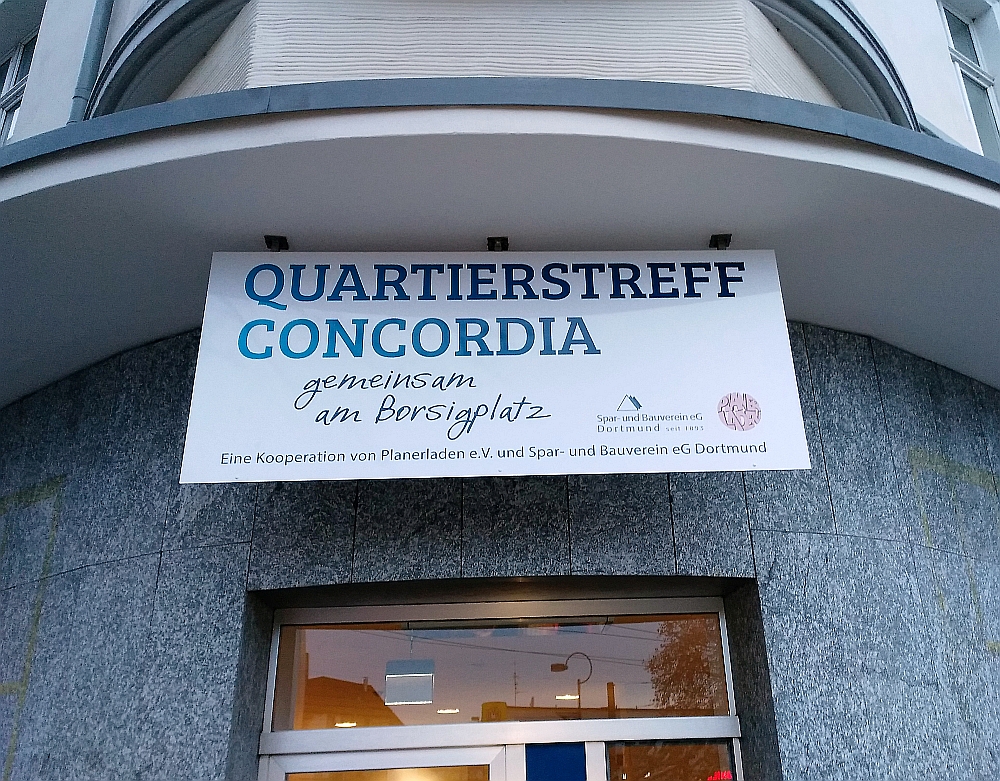 QUARTIERSTREFF
CONCORDIA
gemeinsam
am Borsigplatz
Spar- und Bauverein eG
Dortmund seit 1893
Eine Kooperation von Planerladen e.V. und Spar- und Bauverein eG Dortmund